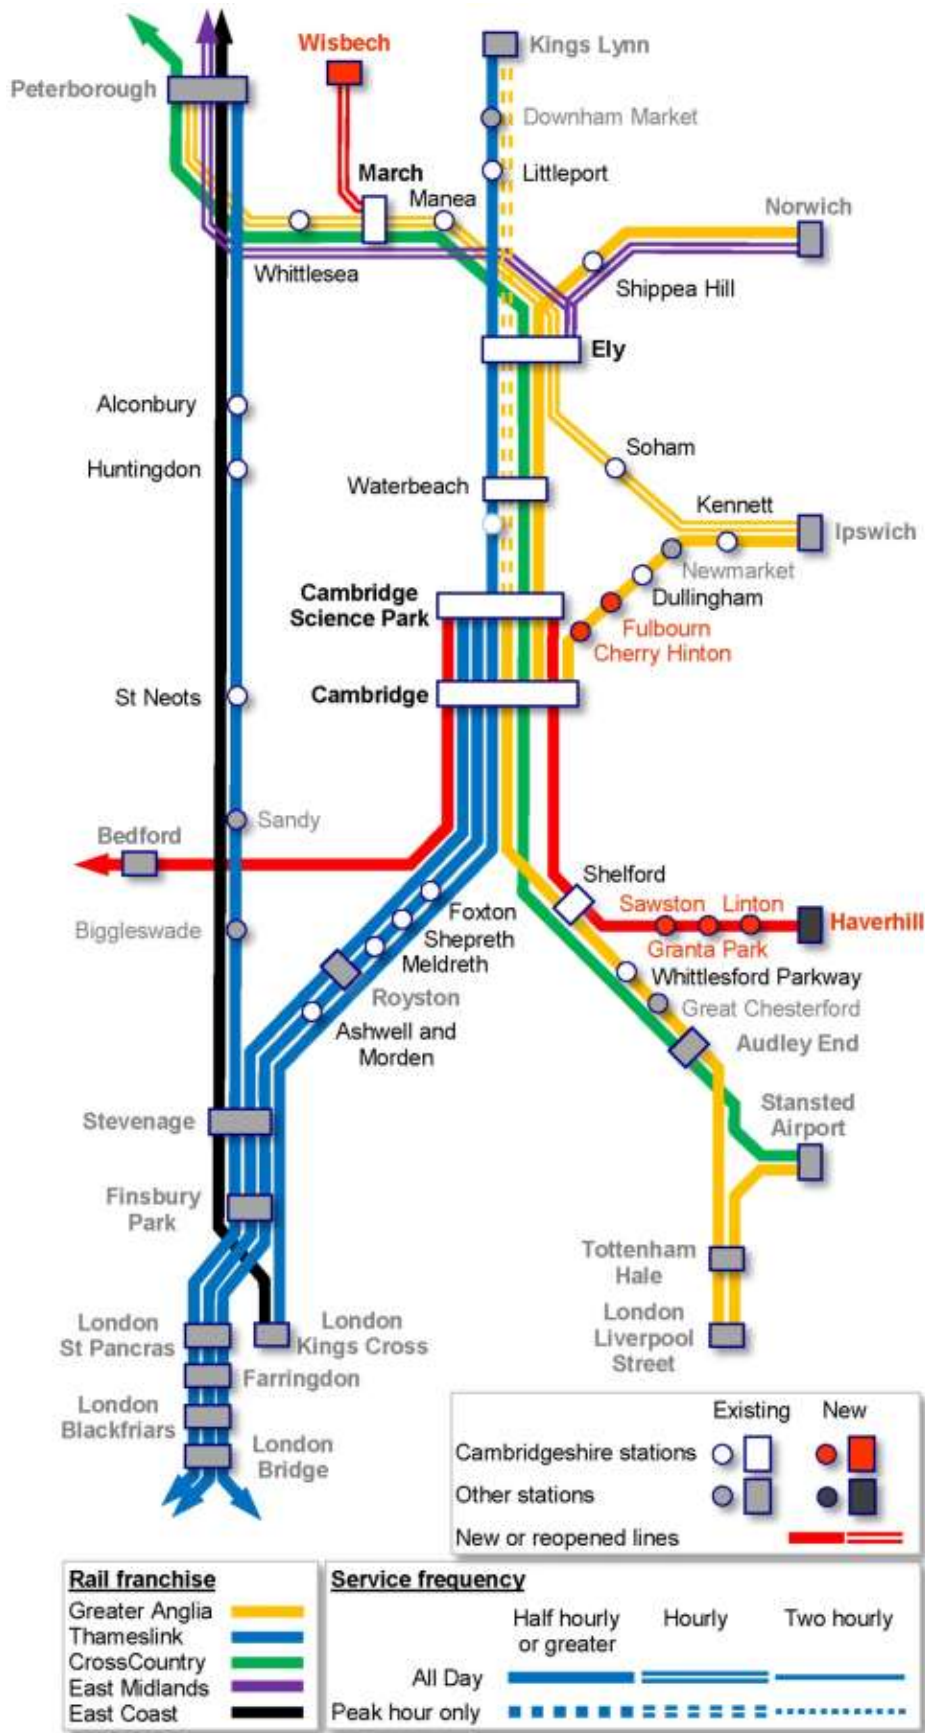 Wisbech
Kings Lynn
Peterborough
Downham Market
March
Littleport
Manea
Norwich
Whittlesea
Shippea Hill
Ely
Alconbury
Soham
Huntingdon
Waterbeach
Kennett
Ipswich
Newmarket
Cambridge
Science Park
Dullingham
Fulbourn
Cherry Hinton
St Neots
Cambridge
Sandy
Bedford
Shelford
Sawston
Linton
Haverhill
Foxton
Biggleswade
Shepreth
Granta Park
Meldreth
Whittlesford Parkway
Royston
Great Chesterford
Ashwell and
Morden
Audley End
Stevenage
Stansted
Airport
Finsbury
Park
Tottenham
Hale
London
St Pancras
London
Kings Cross
London
Liverpool
Street
Farringdon
London
Blackfriars
London
Bridge
Existing New
Cambridgeshire stations
Other stations
New or reopened lines
Rail franchise
Greater Anglia
Thameslink
CrossCountry
East Midlands
East Coast
Service frequency
Half hourly
or greater
Hourly
Two hourly
All Day
Peak hour only